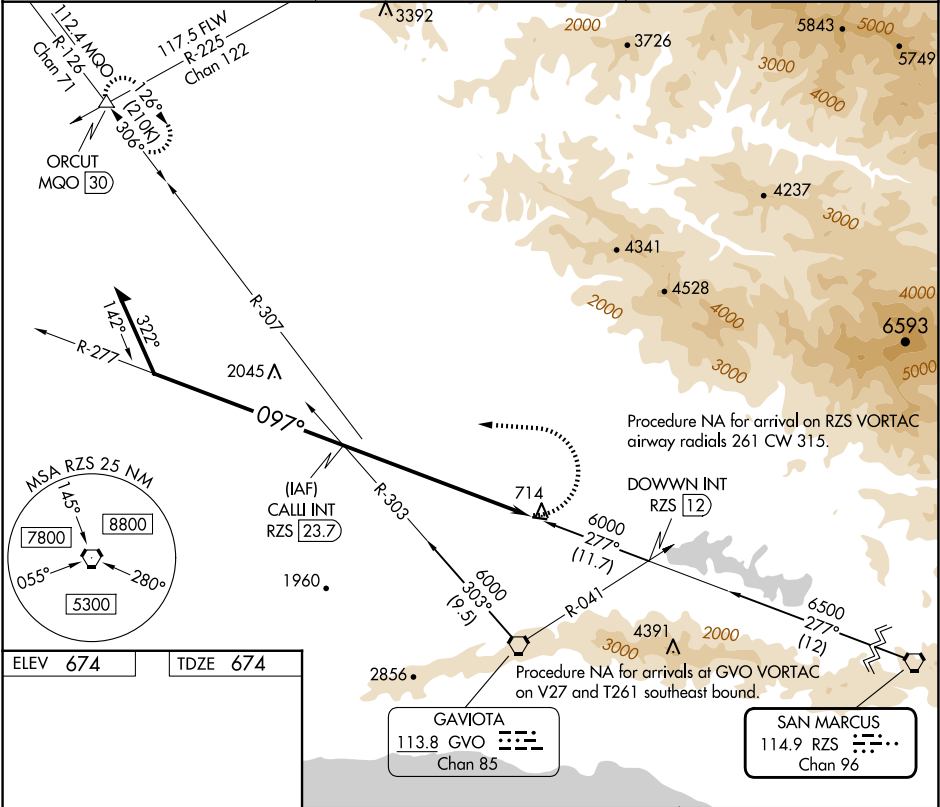 112.4 MQO
R-126
Chan 71
117.5 FLW
R-225
Chan 122
3392
2000
3726
5843
5000
5749
3000
4000
126°
(210K)
306°
ORCUT
MQO 30
4237
3000
4341
4528
2000
4000
4000
6593
3000
5000
R-307
322°
142°
R-277
2045
097°
Procedure NA for arrival on RZS VORTAC
airway radials 261 CW 315.
(IAF)
CALLI INT
RZS 23.7
R-303
714
DOWWN INT
RZS 12
6000
277°
(11.7)
MSA RZS 25 NM
145°
7800
8800
055°
280°
5300
1960
6000
303°
(9.5)
R-041
6500
277°
(12)
4391
2000
3000
2856
Procedure NA for arrivals at GVO VORTAC
on V27 and T261 southeast bound.
ELEV 674
TDZE 674
GAVIOTA
113.8 GVO
Chan 85
SAN MARCUS
114.9 RZS
Chan 96